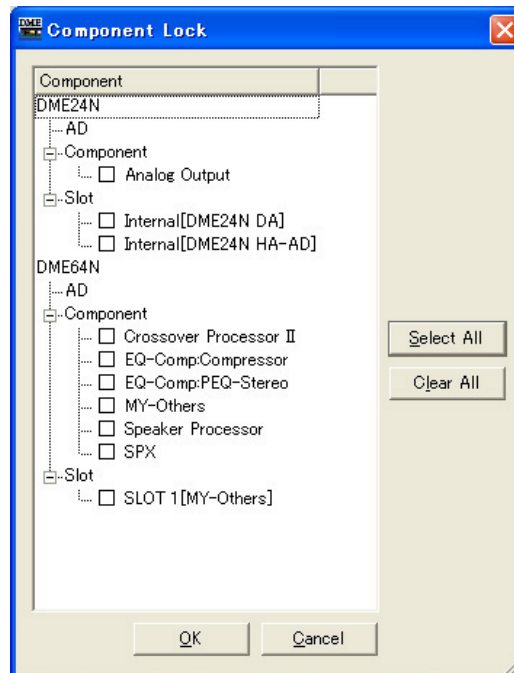 DME
Component Lock
Component
DME24N
AD
Component
Analog Output
Slot
Internal[DME24N DA]
Internal[DME24N HA-AD]
DME64N
AD
Component
Crossover Processor Ⅱ
EQ-Comp:Compressor
EQ-Comp:PEQ-Stereo
MY-Others
Speaker Processor
SPX
Slot
SLOT 1[MY-Others]
Select All
Clear All
OK
Cancel